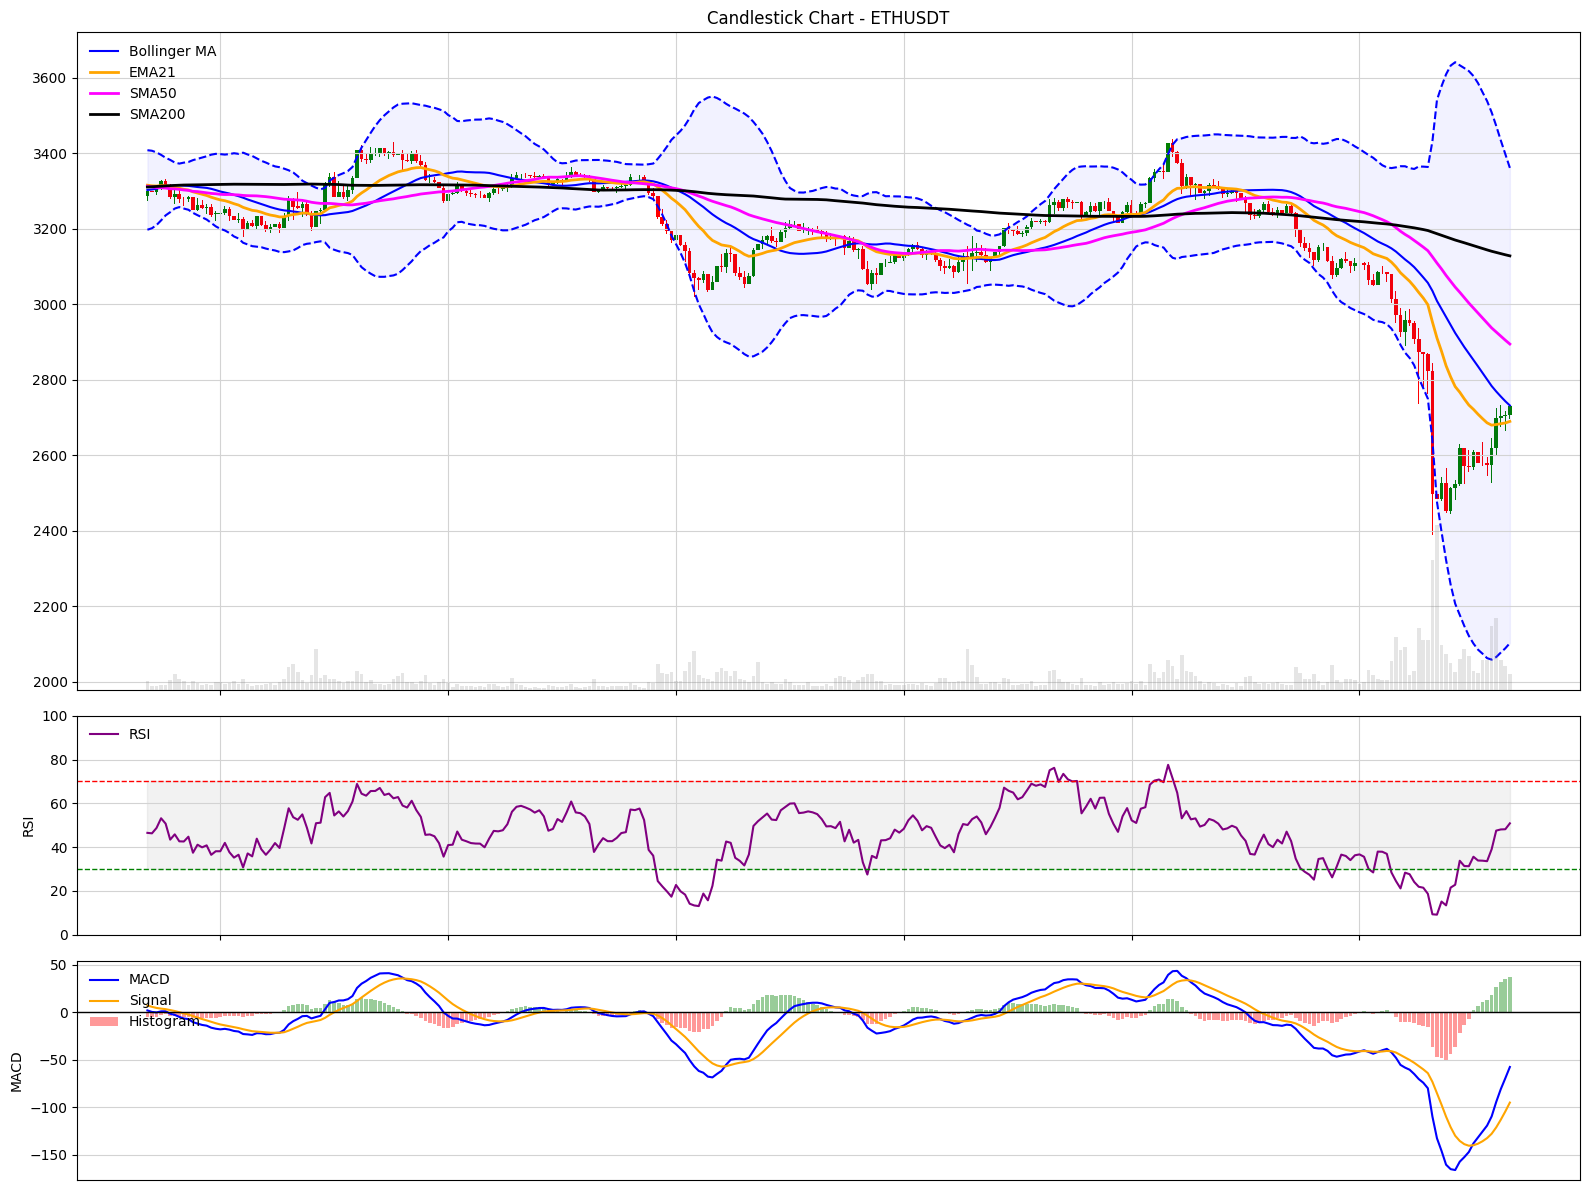 Candlestick Chart - ETHUSDT
Bollinger MA
EMA21
SMA50
SMA200
3600
3400
3200
3000
2800
2600
2400
2200
2000
RSI
100
80
60
40
20
0
RSI
MACD
Signal
Histogram
50
0
−50
−100
−150
MACD